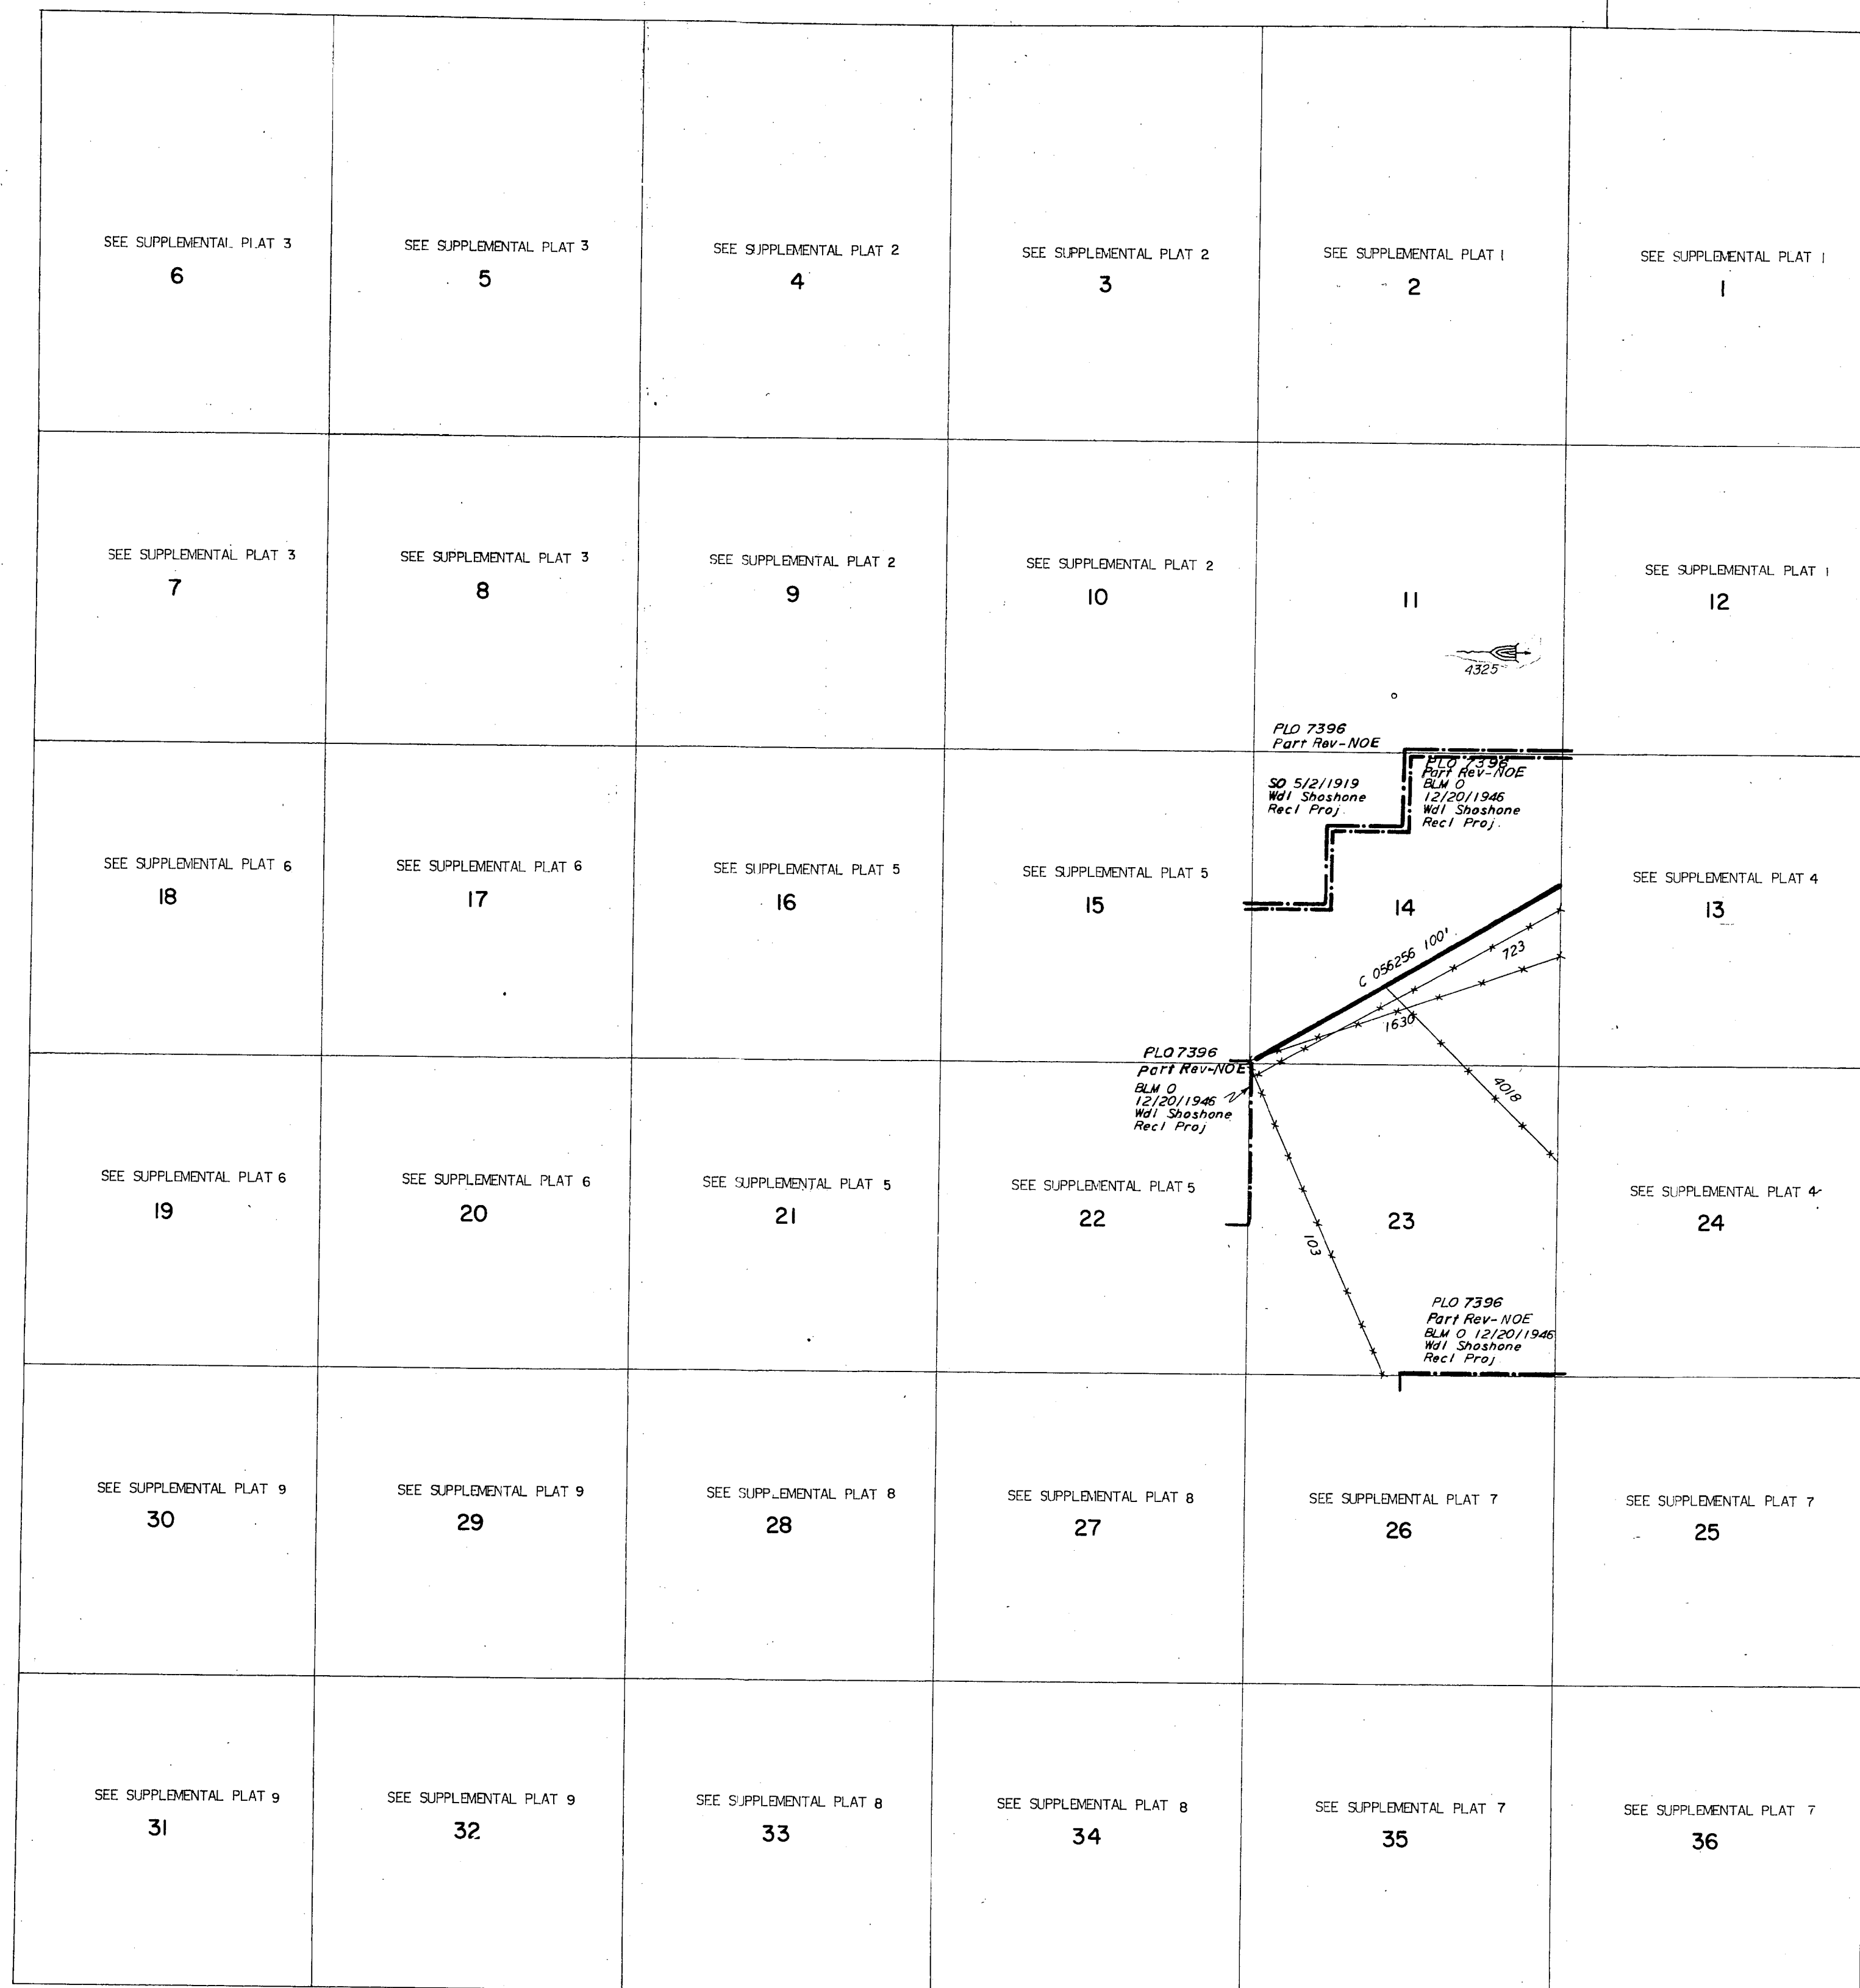 SEE SUPPLEMENTAL PLAT 3
6
SEE SUPPLEMENTAL PLAT 3
5
SEE SUPPLEMENTAL PLAT 2
4
SEE SUPPLEMENTAL PLAT 2
3
SEE SUPPLEMENTAL PLAT 1
2
SEE SUPPLEMENTAL PLAT 1
1
SEE SUPPLEMENTAL PLAT 3
7
SEE SUPPLEMENTAL PLAT 3
8
SEE SUPPLEMENTAL PLAT 2
9
SEE SUPPLEMENTAL PLAT 2
10
11
4325
SEE SUPPLEMENTAL PLAT 1
12
PLO 7396
Part Rev-NOE
SEE SUPPLEMENTAL PLAT 6
18
SEE SUPPLEMENTAL PLAT 6
17
SEE SUPPLEMENTAL PLAT 5
16
SEE SUPPLEMENTAL PLAT 5
15
SO 5/2/1919
Wdl Shoshone
Recl Proj.
PLO 7396
Part Rev-NOE
BLM O
12/20/1946
Wdl Shoshone
Recl Proj.
14
C 056256 100'
723
1630
SEE SUPPLEMENTAL PLAT 4
13
PLO 7396
Part Rev-NOE
BLM O
12/20/1946
Wdl Shoshone
Recl Proj
4018
SEE SUPPLEMENTAL PLAT 6
19
SEE SUPPLEMENTAL PLAT 6
20
SEE SUPPLEMENTAL PLAT 5
21
SEE SUPPLEMENTAL PLAT 5
22
23
103
SEE SUPPLEMENTAL PLAT 4
24
PLO 7396
Part Rev-NOE
BLM O 12/20/1946
Wdl Shoshone
Recl Proj
SEE SUPPLEMENTAL PLAT 9
30
SEE SUPPLEMENTAL PLAT 9
29
SEE SUPPLEMENTAL PLAT 8
28
SEE SUPPLEMENTAL PLAT 8
27
SEE SUPPLEMENTAL PLAT 7
26
SEE SUPPLEMENTAL PLAT 7
25
SEE SUPPLEMENTAL PLAT 9
31
SEE SUPPLEMENTAL PLAT 9
32
SEE SUPPLEMENTAL PLAT 8
33
SEE SUPPLEMENTAL PLAT 8
34
SEE SUPPLEMENTAL PLAT 7
35
SEE SUPPLEMENTAL PLAT 7
36